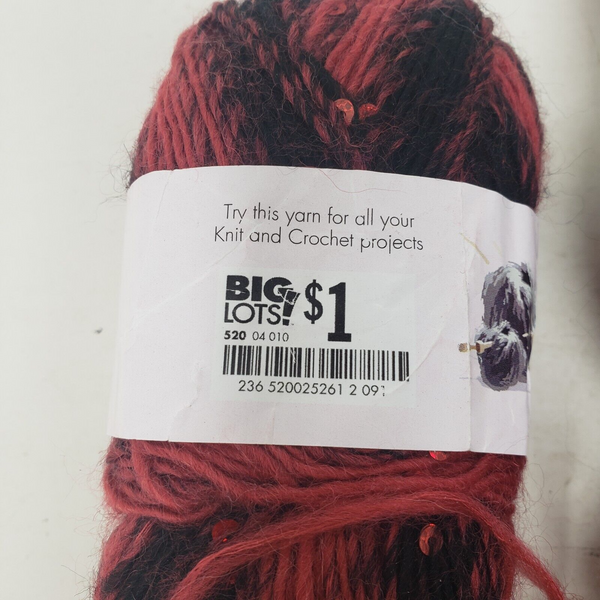 Try this yarn for all your
Knit and Crochet projects
BIG
LOTS! $1
520 04 010
236 520025261 2 091